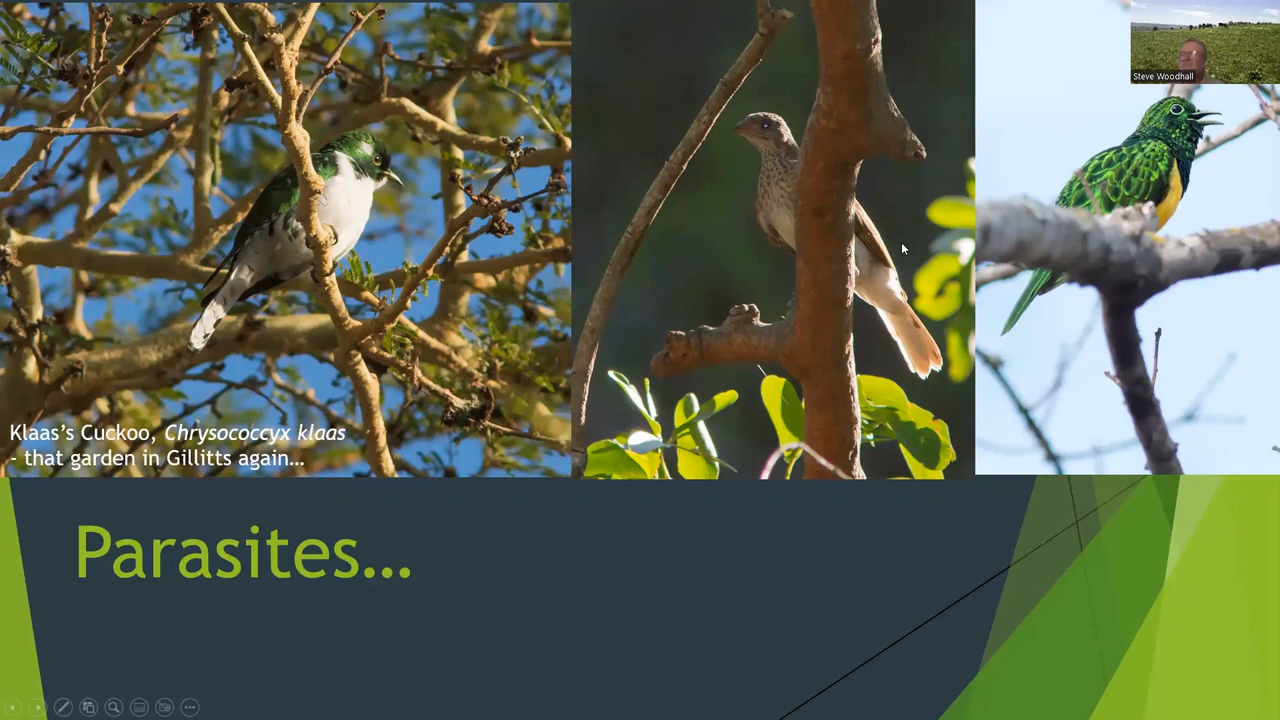 Steve Woodhall
Klaas's Cuckoo, Chrysococcyx klaas
- that garden in Gillitts again...
Parasites...